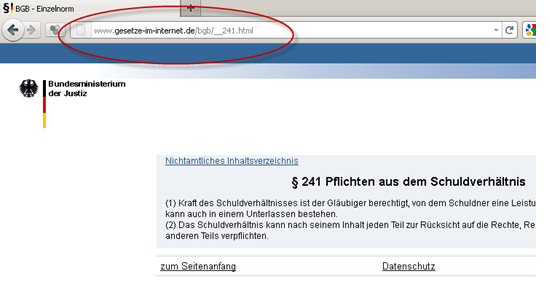 §! BGB - Einzelnorm
www.gesetze-im-internet.de/bgb/__241.html
Bundesministerium
der Justiz
Nichtamtliches Inhaltsverzeichnis
§ 241 Pflichten aus dem Schuldverhältnis
(1) Kraft des Schuldverhältnisses ist der Gläubiger berechtigt, von dem Schuldner eine Leistu
kann auch in einem Unterlassen bestehen.
(2) Das Schuldverhältnis kann nach seinem Inhalt jeden Teil zur Rücksicht auf die Rechte, Re
anderen Teils verpflichten.
zum Seitenanfang Datenschutz